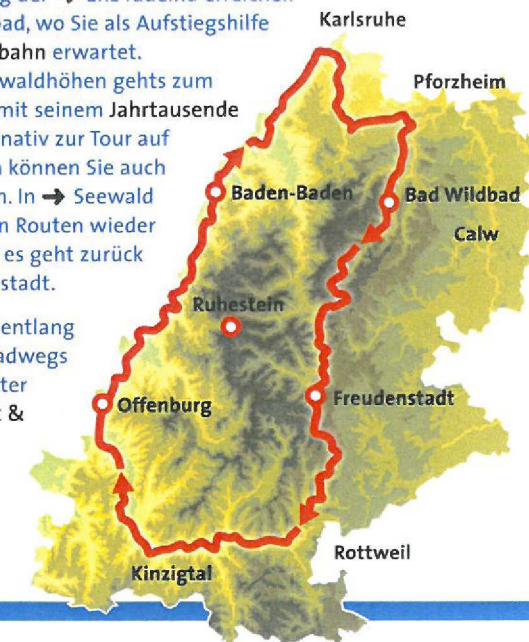 bad, wo Sie als Aufstiegshilfe
bahn erwartet.
waldhöhen gehts zum
mit seinem Jahrtausende
nativ zur Tour auf
können Sie auch
n. In → Seewald
n Routen wieder
es geht zurück
stadt.
entlang
adwegs
ter
&
Karlsruhe
Pforzheim
Baden-Baden
Bad Wildbad
Calw
Ruhestein
Offenburg
Freudenstadt
Kinzigtal
Rottweil